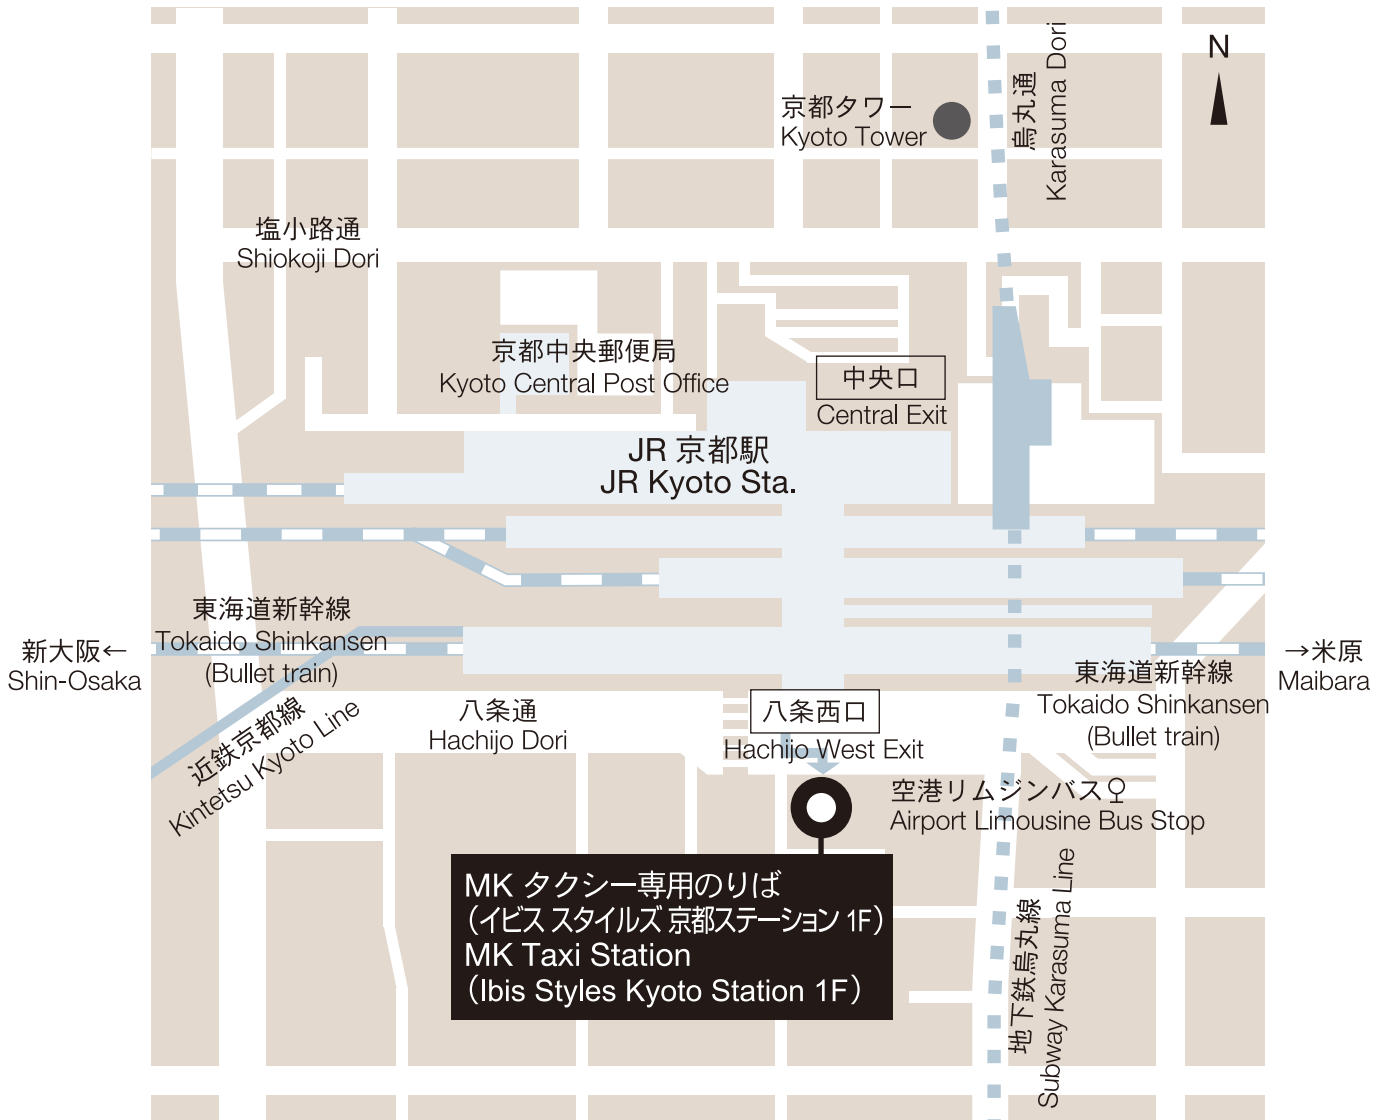 N
烏丸通
Karasuma Dori
京都タワー
Kyoto Tower
塩小路通
Shiokoji Dori
京都中央郵便局
Kyoto Central Post Office
中央口
Central Exit
JR 京都駅
JR Kyoto Sta.
東海道新幹線
Tokaido Shinkansen
(Bullet train)
新大阪←
Shin-Osaka
→米原
Maibara
東海道新幹線
Tokaido Shinkansen
(Bullet train)
近鉄京都線
Kintetsu Kyoto Line
八条通
Hachijo Dori
八条西口
Hachijo West Exit
空港リムジンバス
Airport Limousine Bus Stop
MK タクシー専用のりば
（イビス スタイルズ 京都ステーション 1F）
MK Taxi Station
（Ibis Styles Kyoto Station 1F）
地下鉄烏丸線
Subway Karasuma Line